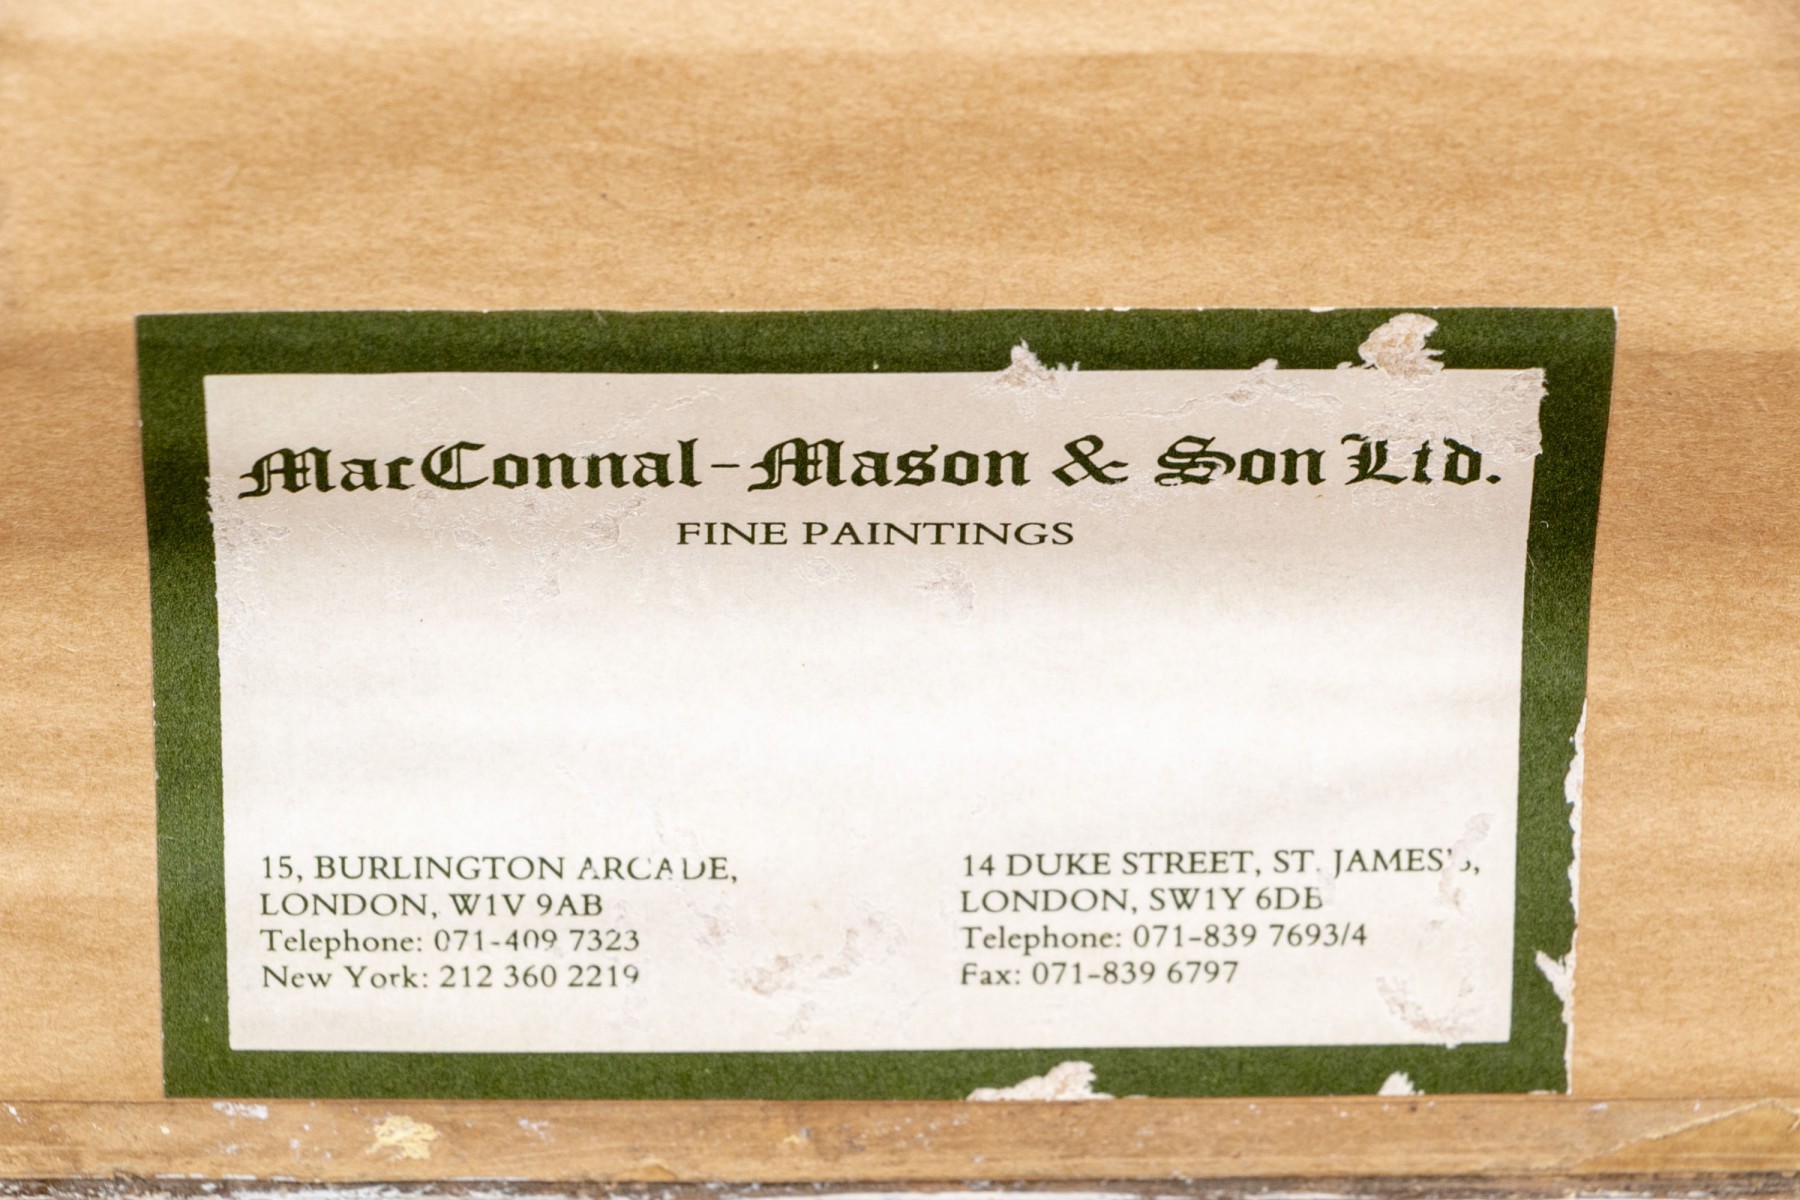 MacConnal-Mason & Son Ltd.
FINE PAINTINGS
15, BURLINGTON ARCADE,
LONDON, W1V 9AB
Telephone: 071-409 7323
New York: 212 360 2219
14 DUKE STREET, ST. JAMES'S,
LONDON, SW1Y 6DB
Telephone: 071-839 7693/4
Fax: 071-839 6797